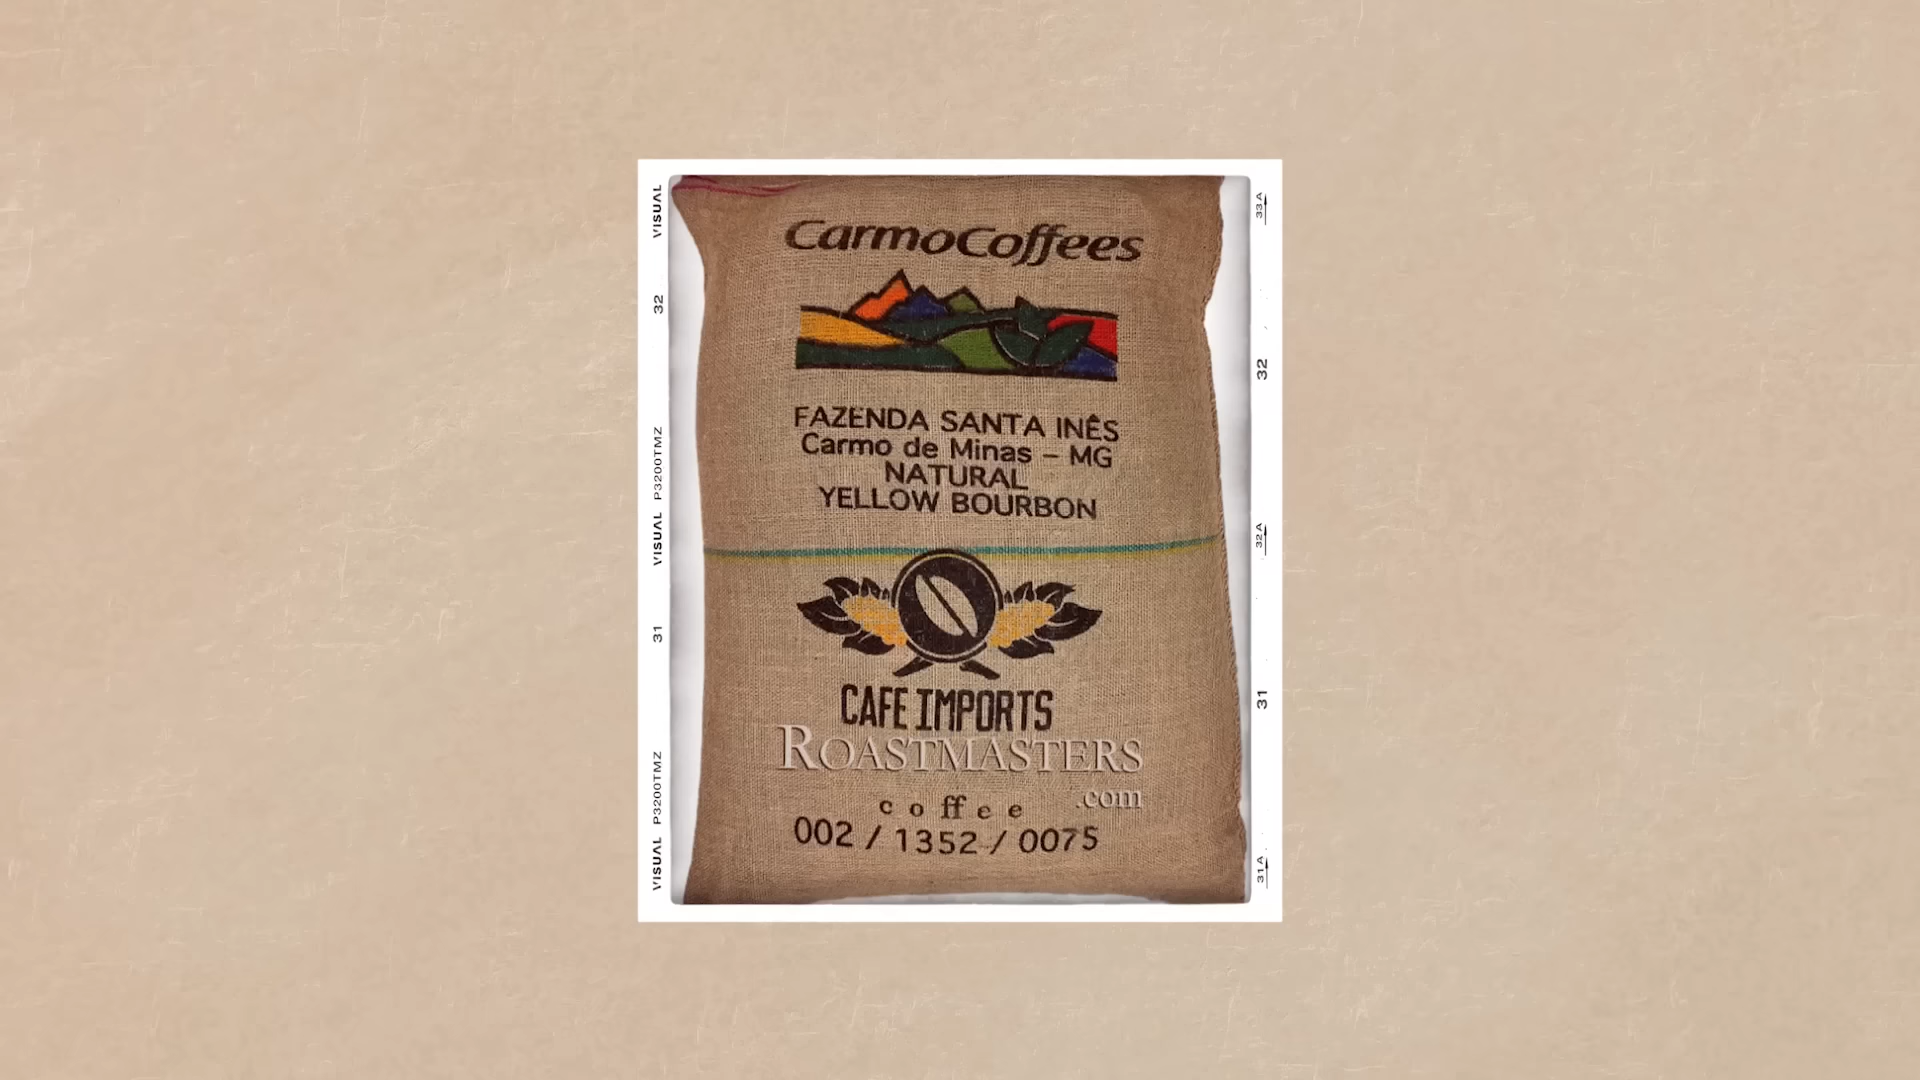 CarmoCoffees
FAZENDA SANTA INÊS
Carmo de Minas – MG
NATURAL
YELLOW BOURBON
CAFE IMPORTS
ROASTMASTERS
.com
coffee
002 / 1352 / 0075
VISUAL
32
P3200TMZ
VISUAL
31
P3200TMZ
VISUAL
33A
32
32A
31
31A